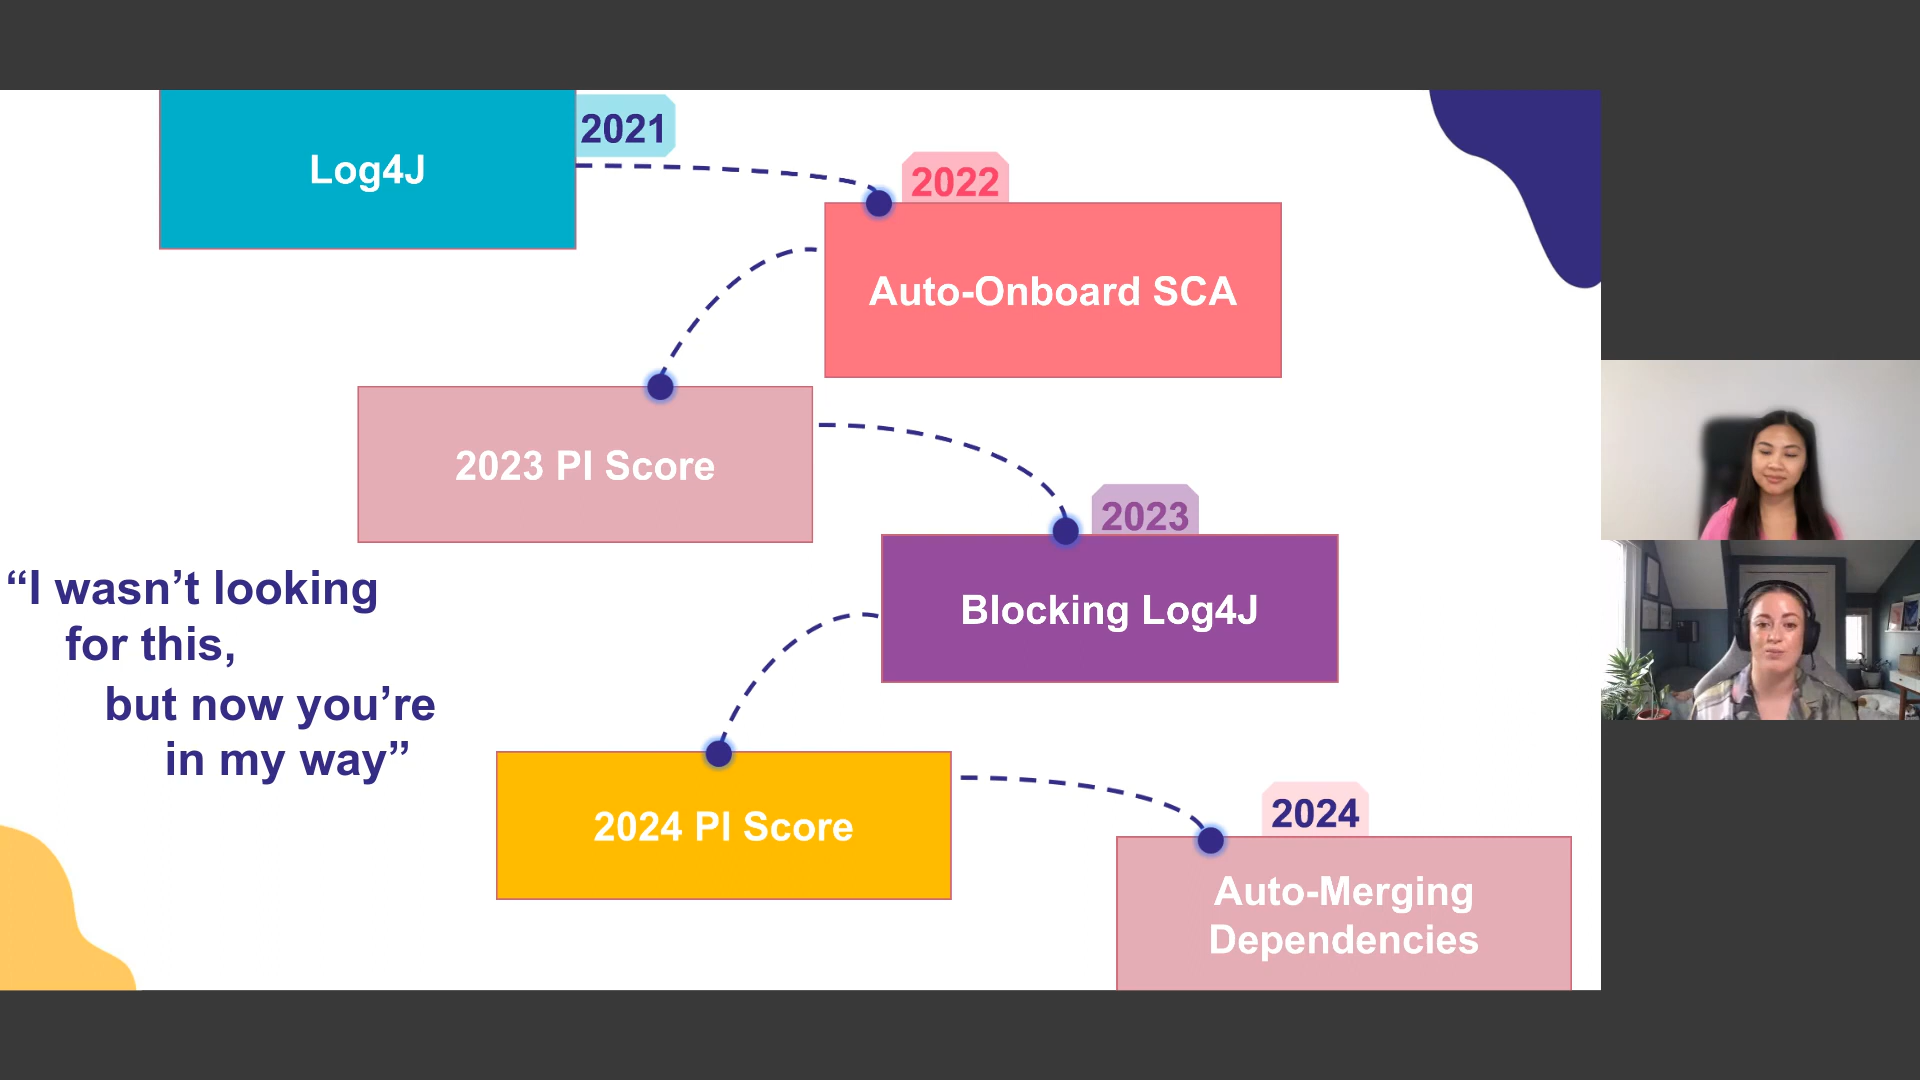 Log4J
2021
2022
Auto-Onboard SCA
2023 PI Score
2023
Blocking Log4J
“I wasn’t looking
for this,
but now you’re
in my way”
2024 PI Score
2024
Auto-Merging
Dependencies